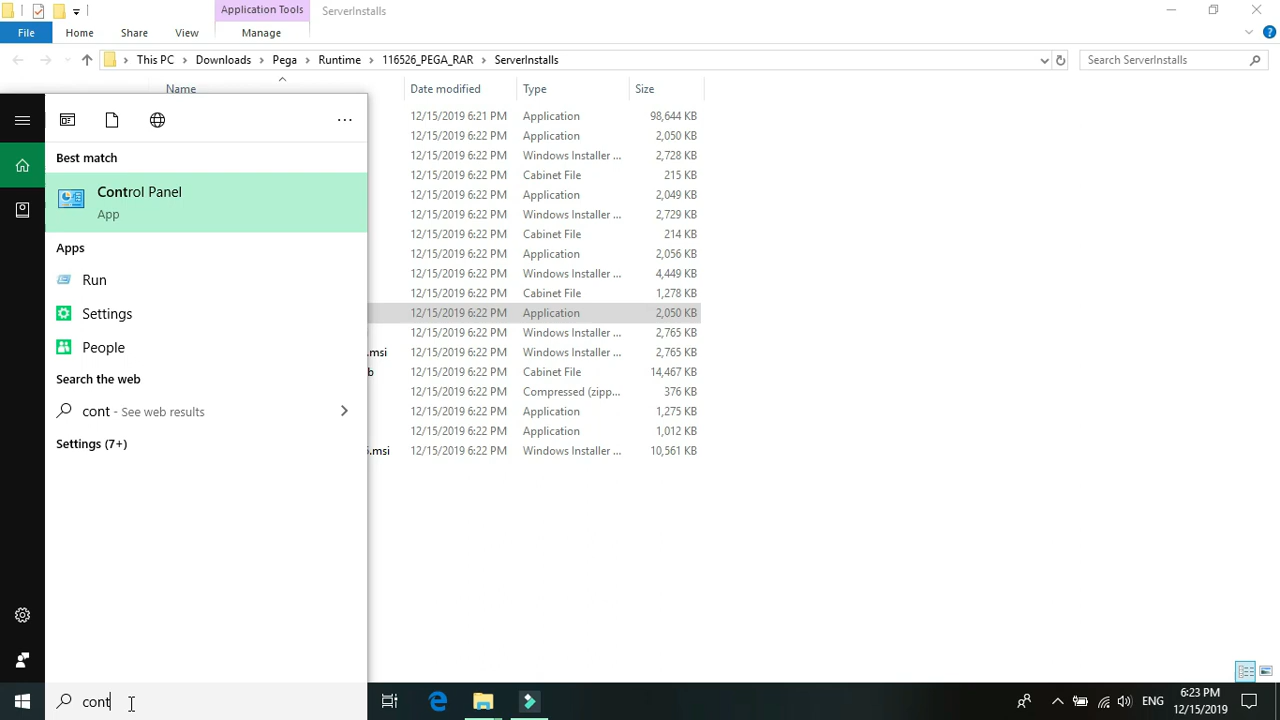 Application Tools
ServerInstalls
File
Home
Share
View
Manage
This PC
Downloads
Pega
Runtime
116526_PEGA_RAR
ServerInstalls
Search ServerInstalls
Name
Date modified
Type
Size
12/15/2019 6:21 PM Application 98,644 KB
12/15/2019 6:22 PM Application 2,050 KB
12/15/2019 6:22 PM Windows Installer ... 2,728 KB
12/15/2019 6:22 PM Cabinet File 215 KB
12/15/2019 6:22 PM Application 2,049 KB
12/15/2019 6:22 PM Windows Installer ... 2,729 KB
12/15/2019 6:22 PM Cabinet File 214 KB
12/15/2019 6:22 PM Application 2,056 KB
12/15/2019 6:22 PM Windows Installer ... 4,449 KB
12/15/2019 6:22 PM Cabinet File 1,278 KB
12/15/2019 6:22 PM Application 2,050 KB
12/15/2019 6:22 PM Windows Installer ... 2,765 KB
.msi 12/15/2019 6:22 PM Windows Installer ... 2,765 KB
b 12/15/2019 6:22 PM Cabinet File 14,467 KB
12/15/2019 6:22 PM Compressed (zipp... 376 KB
12/15/2019 6:22 PM Application 1,275 KB
12/15/2019 6:22 PM Application 1,012 KB
.msi 12/15/2019 6:22 PM Windows Installer ... 10,561 KB
Best match
Control Panel
App
Apps
Run
Settings
People
Search the web
cont - See web results
Settings (7+)
cont
ENG
6:23 PM
12/15/2019